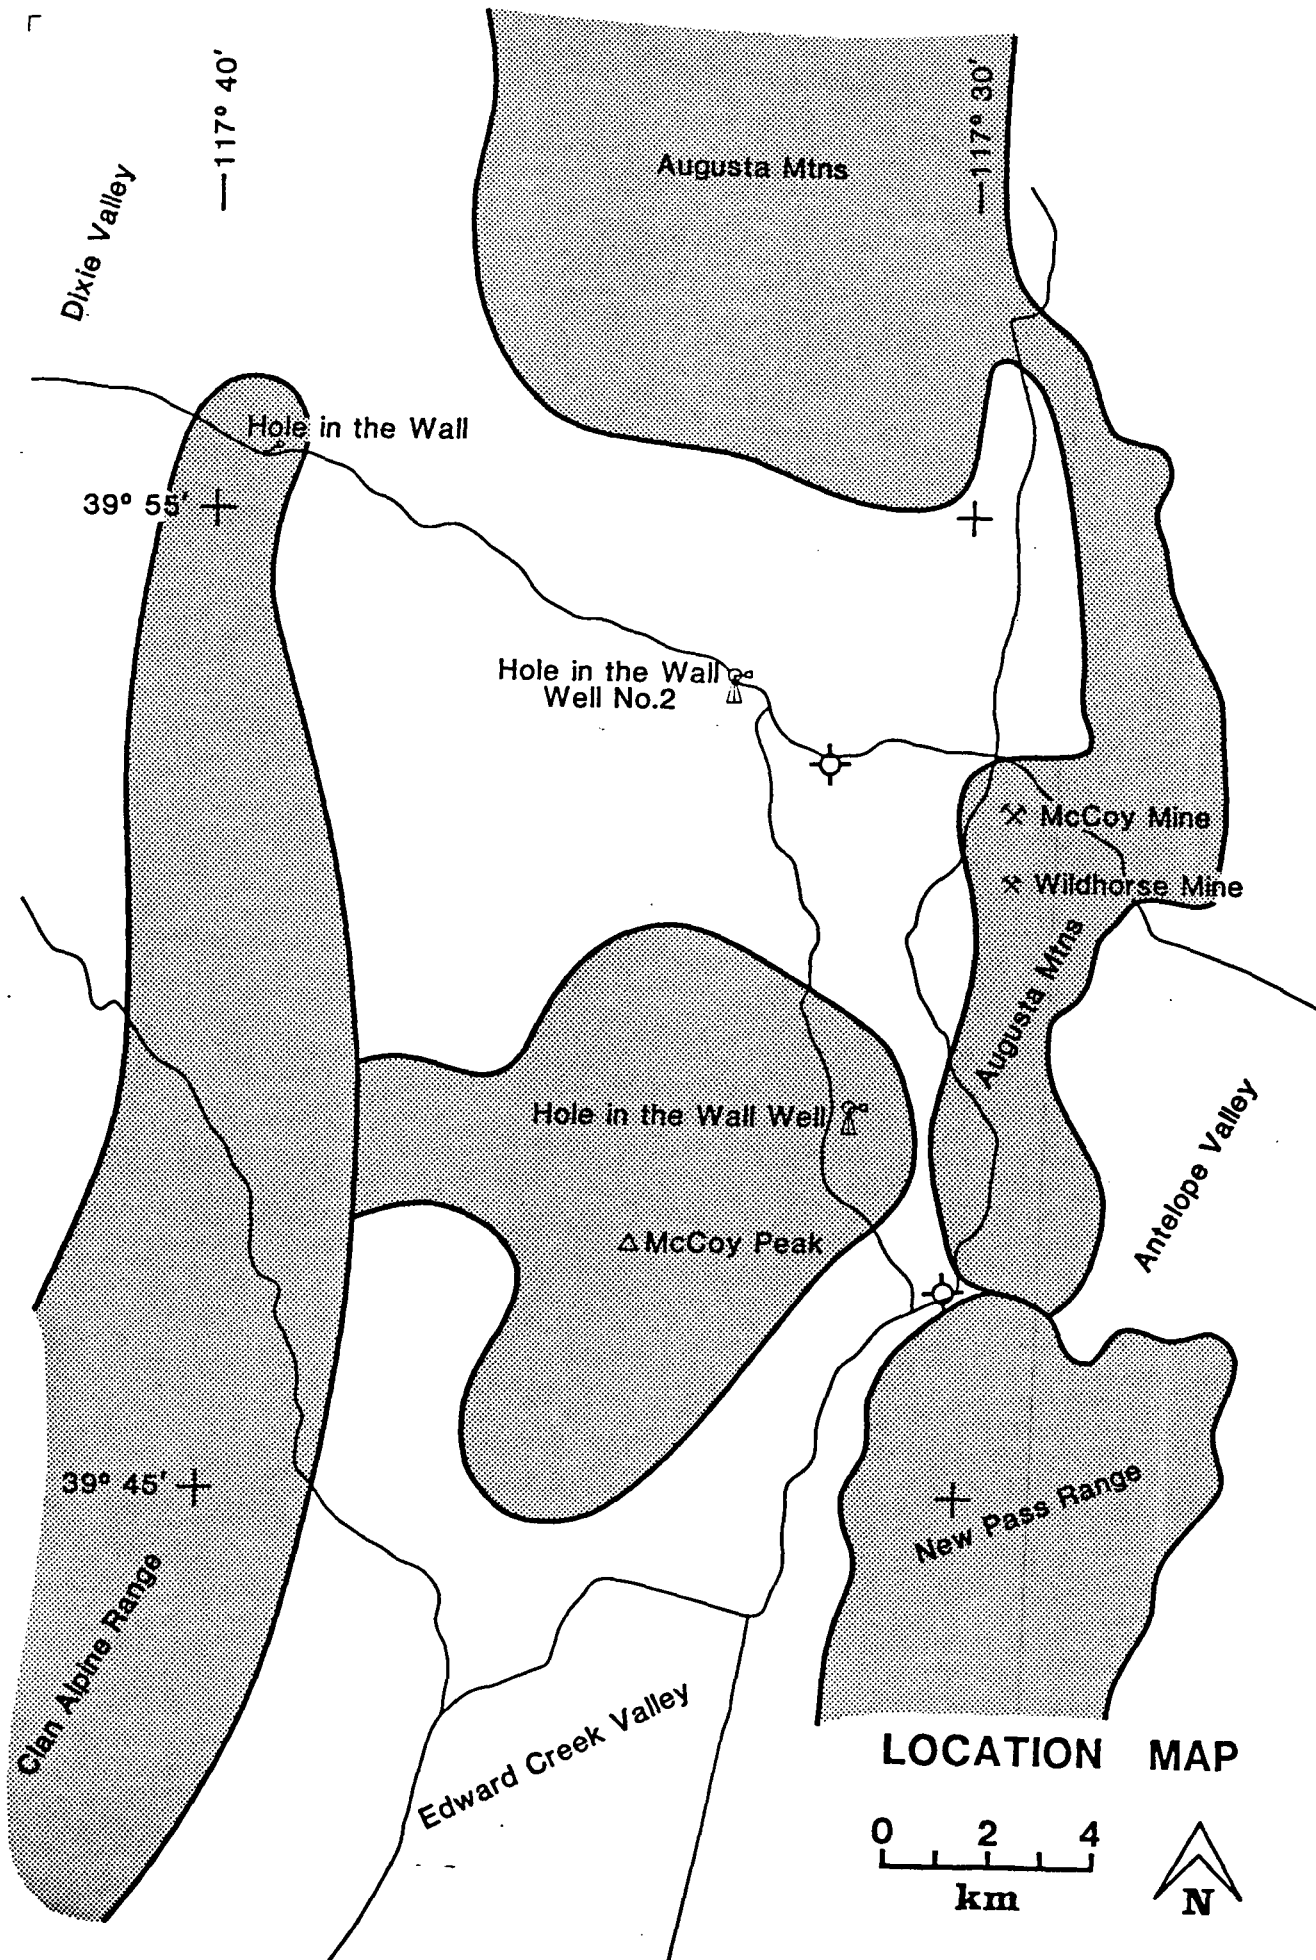 117° 40'
117° 30'
Augusta Mtns
Dixie Valley
Hole in the Wall
39° 55'
Hole in the Wall
Well No.2
McCoy Mine
Wildhorse Mine
Augusta Mtns
Hole in the Wall Well
Antelope Valley
McCoy Peak
39° 45'
New Pass Range
Clan Alpine Range
Edward Creek Valley
LOCATION MAP
0 2 4
km
N